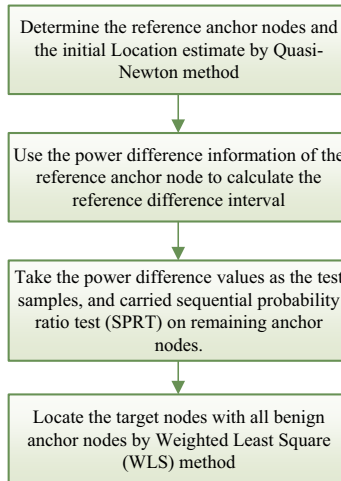 Determine the reference anchor nodes and
the initial Location estimate by Quasi-
Newton method
Use the power difference information of the
reference anchor node to calculate the
reference difference interval
Take the power difference values as the test
samples, and carried sequential probability
ratio test (SPRT) on remaining anchor
nodes.
Locate the target nodes with all benign
anchor nodes by Weighted Least Square
(WLS) method